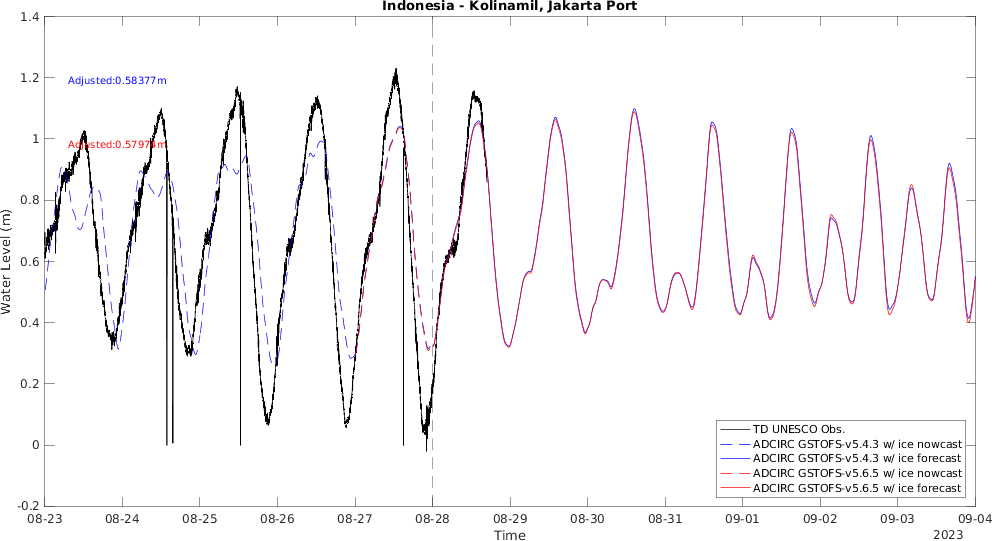 Indonesia - Kolinamil, Jakarta Port
1.4
1.2
1
0.8
0.6
0.4
0.2
0
-0.2
Water Level (m)
Adjusted:0.58377m
TD UNESCO Obs.
ADCIRC GSTOFS-v5.4.3 w/ ice nowcast
ADCIRC GSTOFS-v5.4.3 w/ ice forecast
ADCIRC GSTOFS-v5.6.5 w/ ice nowcast
ADCIRC GSTOFS-v5.6.5 w/ ice forecast
08-23 08-24 08-25 08-26 08-27 08-28 08-29 08-30 08-31 09-01 09-02 09-03 09-04
Time
2023